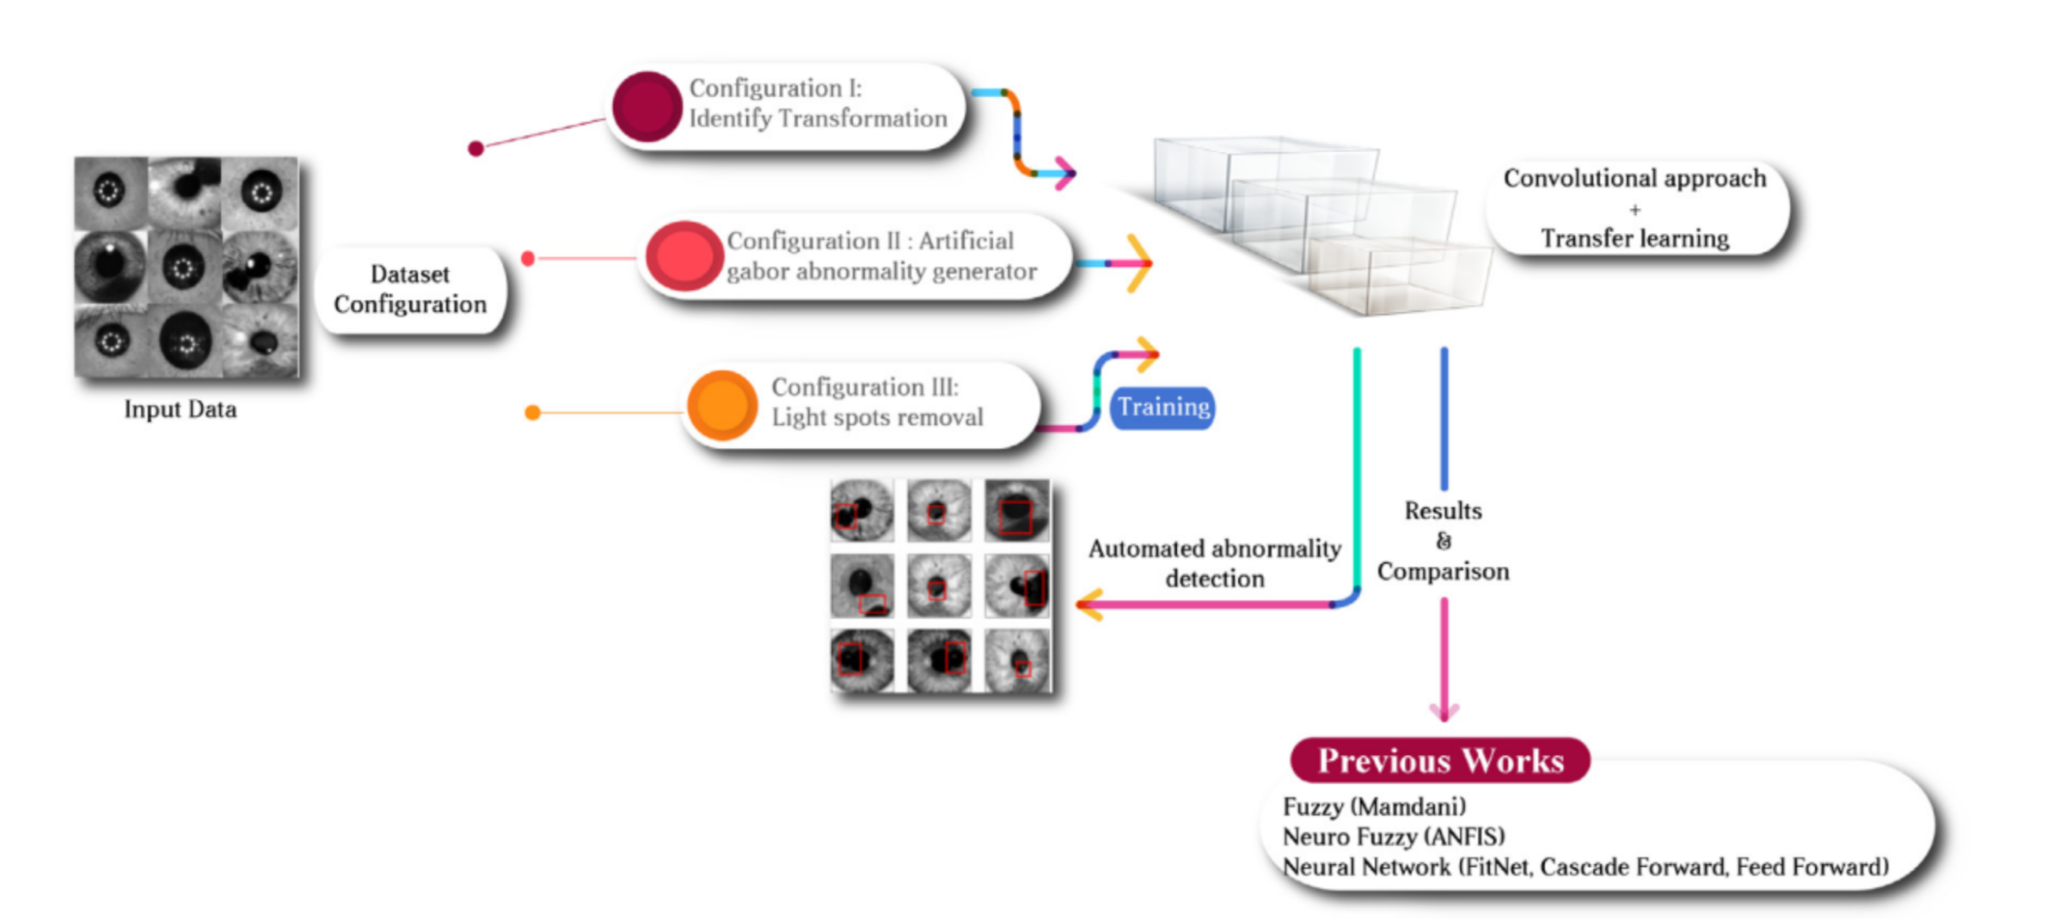 Configuration I:
Identify Transformation
Convolutional approach
+
Transfer learning
Configuration II : Artificial
gabor abnormality generator
Dataset
Configuration
Input Data
Configuration III:
Light spots removal
Training
Automated abnormality
detection
Results
&
Comparison
Previous Works
Fuzzy (Mamdani)
Neuro Fuzzy (ANFIS)
Neural Network (FitNet, Cascade Forward, Feed Forward)